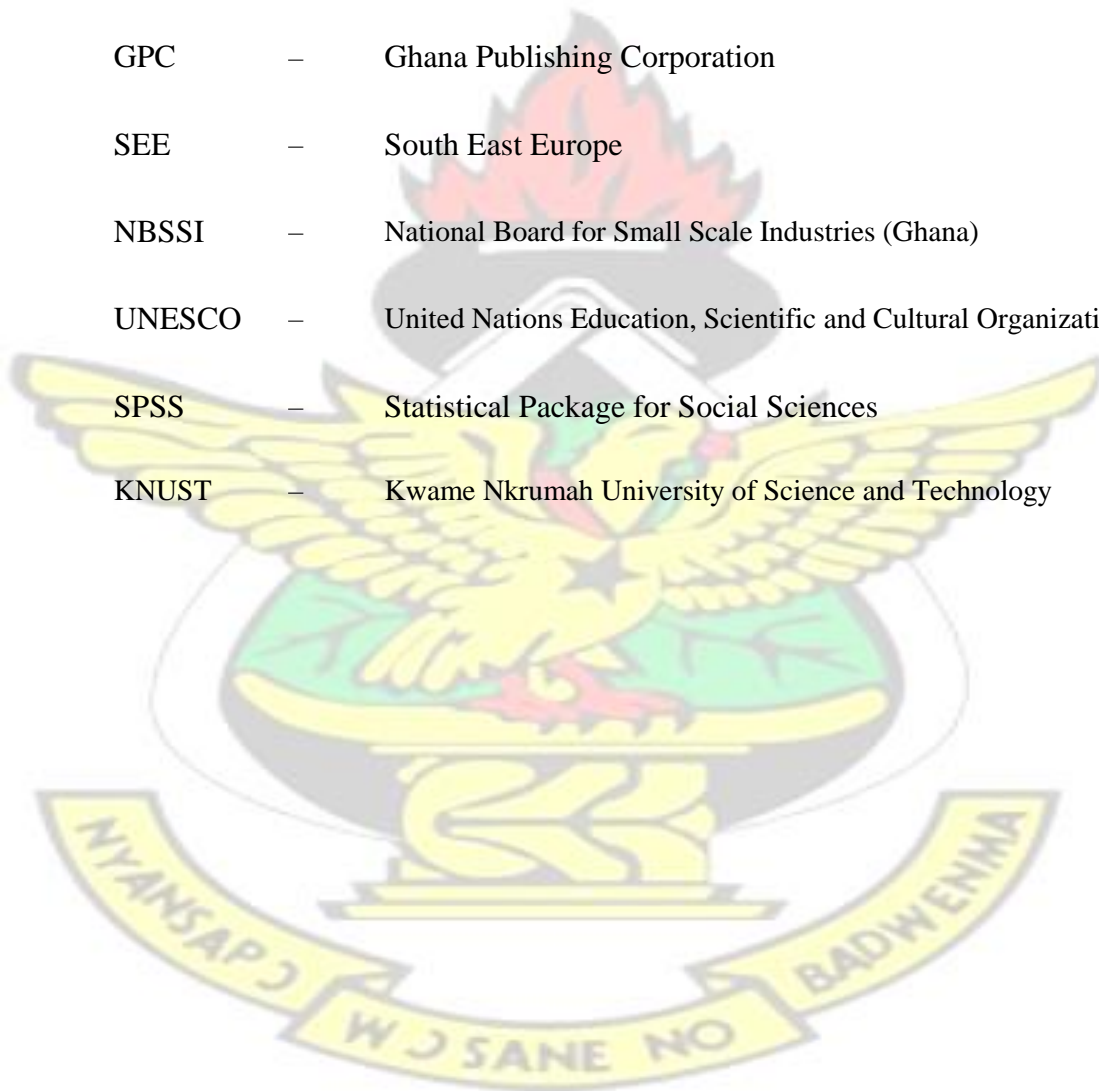 GPC – Ghana Publishing Corporation
SEE – South East Europe
NBSSI – National Board for Small Scale Industries (Ghana)
UNESCO – United Nations Education, Scientific and Cultural Organizati
SPSS – Statistical Package for Social Sciences
KNUST – Kwame Nkrumah University of Science and Technology
NYANSAPƆ WƆSANE NO BADWENMA